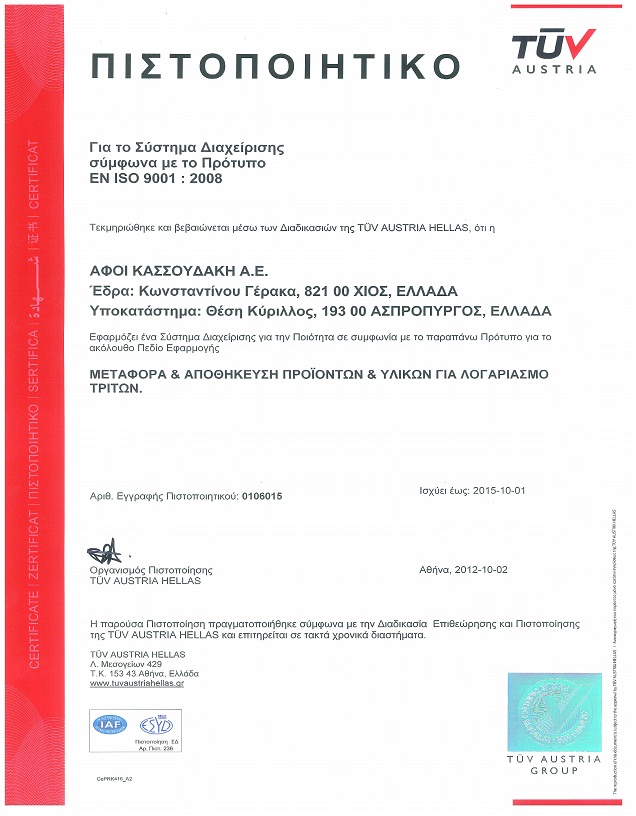 ΠΙΣΤΟΠΟΙΗΤΙΚΟ
TÜV
AUSTRIA
Για το Σύστημα Διαχείρισης
σύμφωνα με το Πρότυπο
EN ISO 9001 : 2008
Τεκμηριώθηκε και βεβαιώνεται μέσω των Διαδικασιών της TÜV AUSTRIA HELLAS, ότι η
ΑΦΟΙ ΚΑΣΣΟΥΔΑΚΗ Α.Ε.
Έδρα: Κωνσταντίνου Γέρακα, 821 00 ΧΙΟΣ, ΕΛΛΑΔΑ
Υποκατάστημα: Θέση Κύριλλος, 193 00 ΑΣΠΡΟΠΥΡΓΟΣ, ΕΛΛΑΔΑ
Εφαρμόζει ένα Σύστημα Διαχείρισης για την Ποιότητα σε συμφωνία με το παραπάνω Πρότυπο για το
ακόλουθο Πεδίο Εφαρμογής
ΜΕΤΑΦΟΡΑ & ΑΠΟΘΗΚΕΥΣΗ ΠΡΟΪΟΝΤΩΝ & ΥΛΙΚΩΝ ΓΙΑ ΛΟΓΑΡΙΑΣΜΟ
ΤΡΙΤΩΝ.
Αριθ. Εγγραφής Πιστοποιητικού: 0106015
Ισχύει έως: 2015-10-01
Οργανισμός Πιστοποίησης
TÜV AUSTRIA HELLAS
Αθήνα, 2012-10-02
Η παρούσα Πιστοποίηση πραγματοποιήθηκε σύμφωνα με την Διαδικασία Επιθεώρησης και Πιστοποίησης
της TÜV AUSTRIA HELLAS και επιτηρείται σε τακτά χρονικά διαστήματα.
TÜV AUSTRIA HELLAS
Λ. Μεσογείων 429
Τ.Κ. 153 43 Αθήνα, Ελλάδα
www.tuvaustriahellas.gr
IAF
ESYD
Πιστοποίηση ΣΔ
Αρ. Πιστ. 236
CePRK416_A2
TÜV AUSTRIA
GROUP
CERTIFICATE | ZERTIFIKAT | ΠΙΣΤΟΠΟΙΗΤΙΚΟ | SERTIFICA | شهادة | 证书 | CERTIFICAT